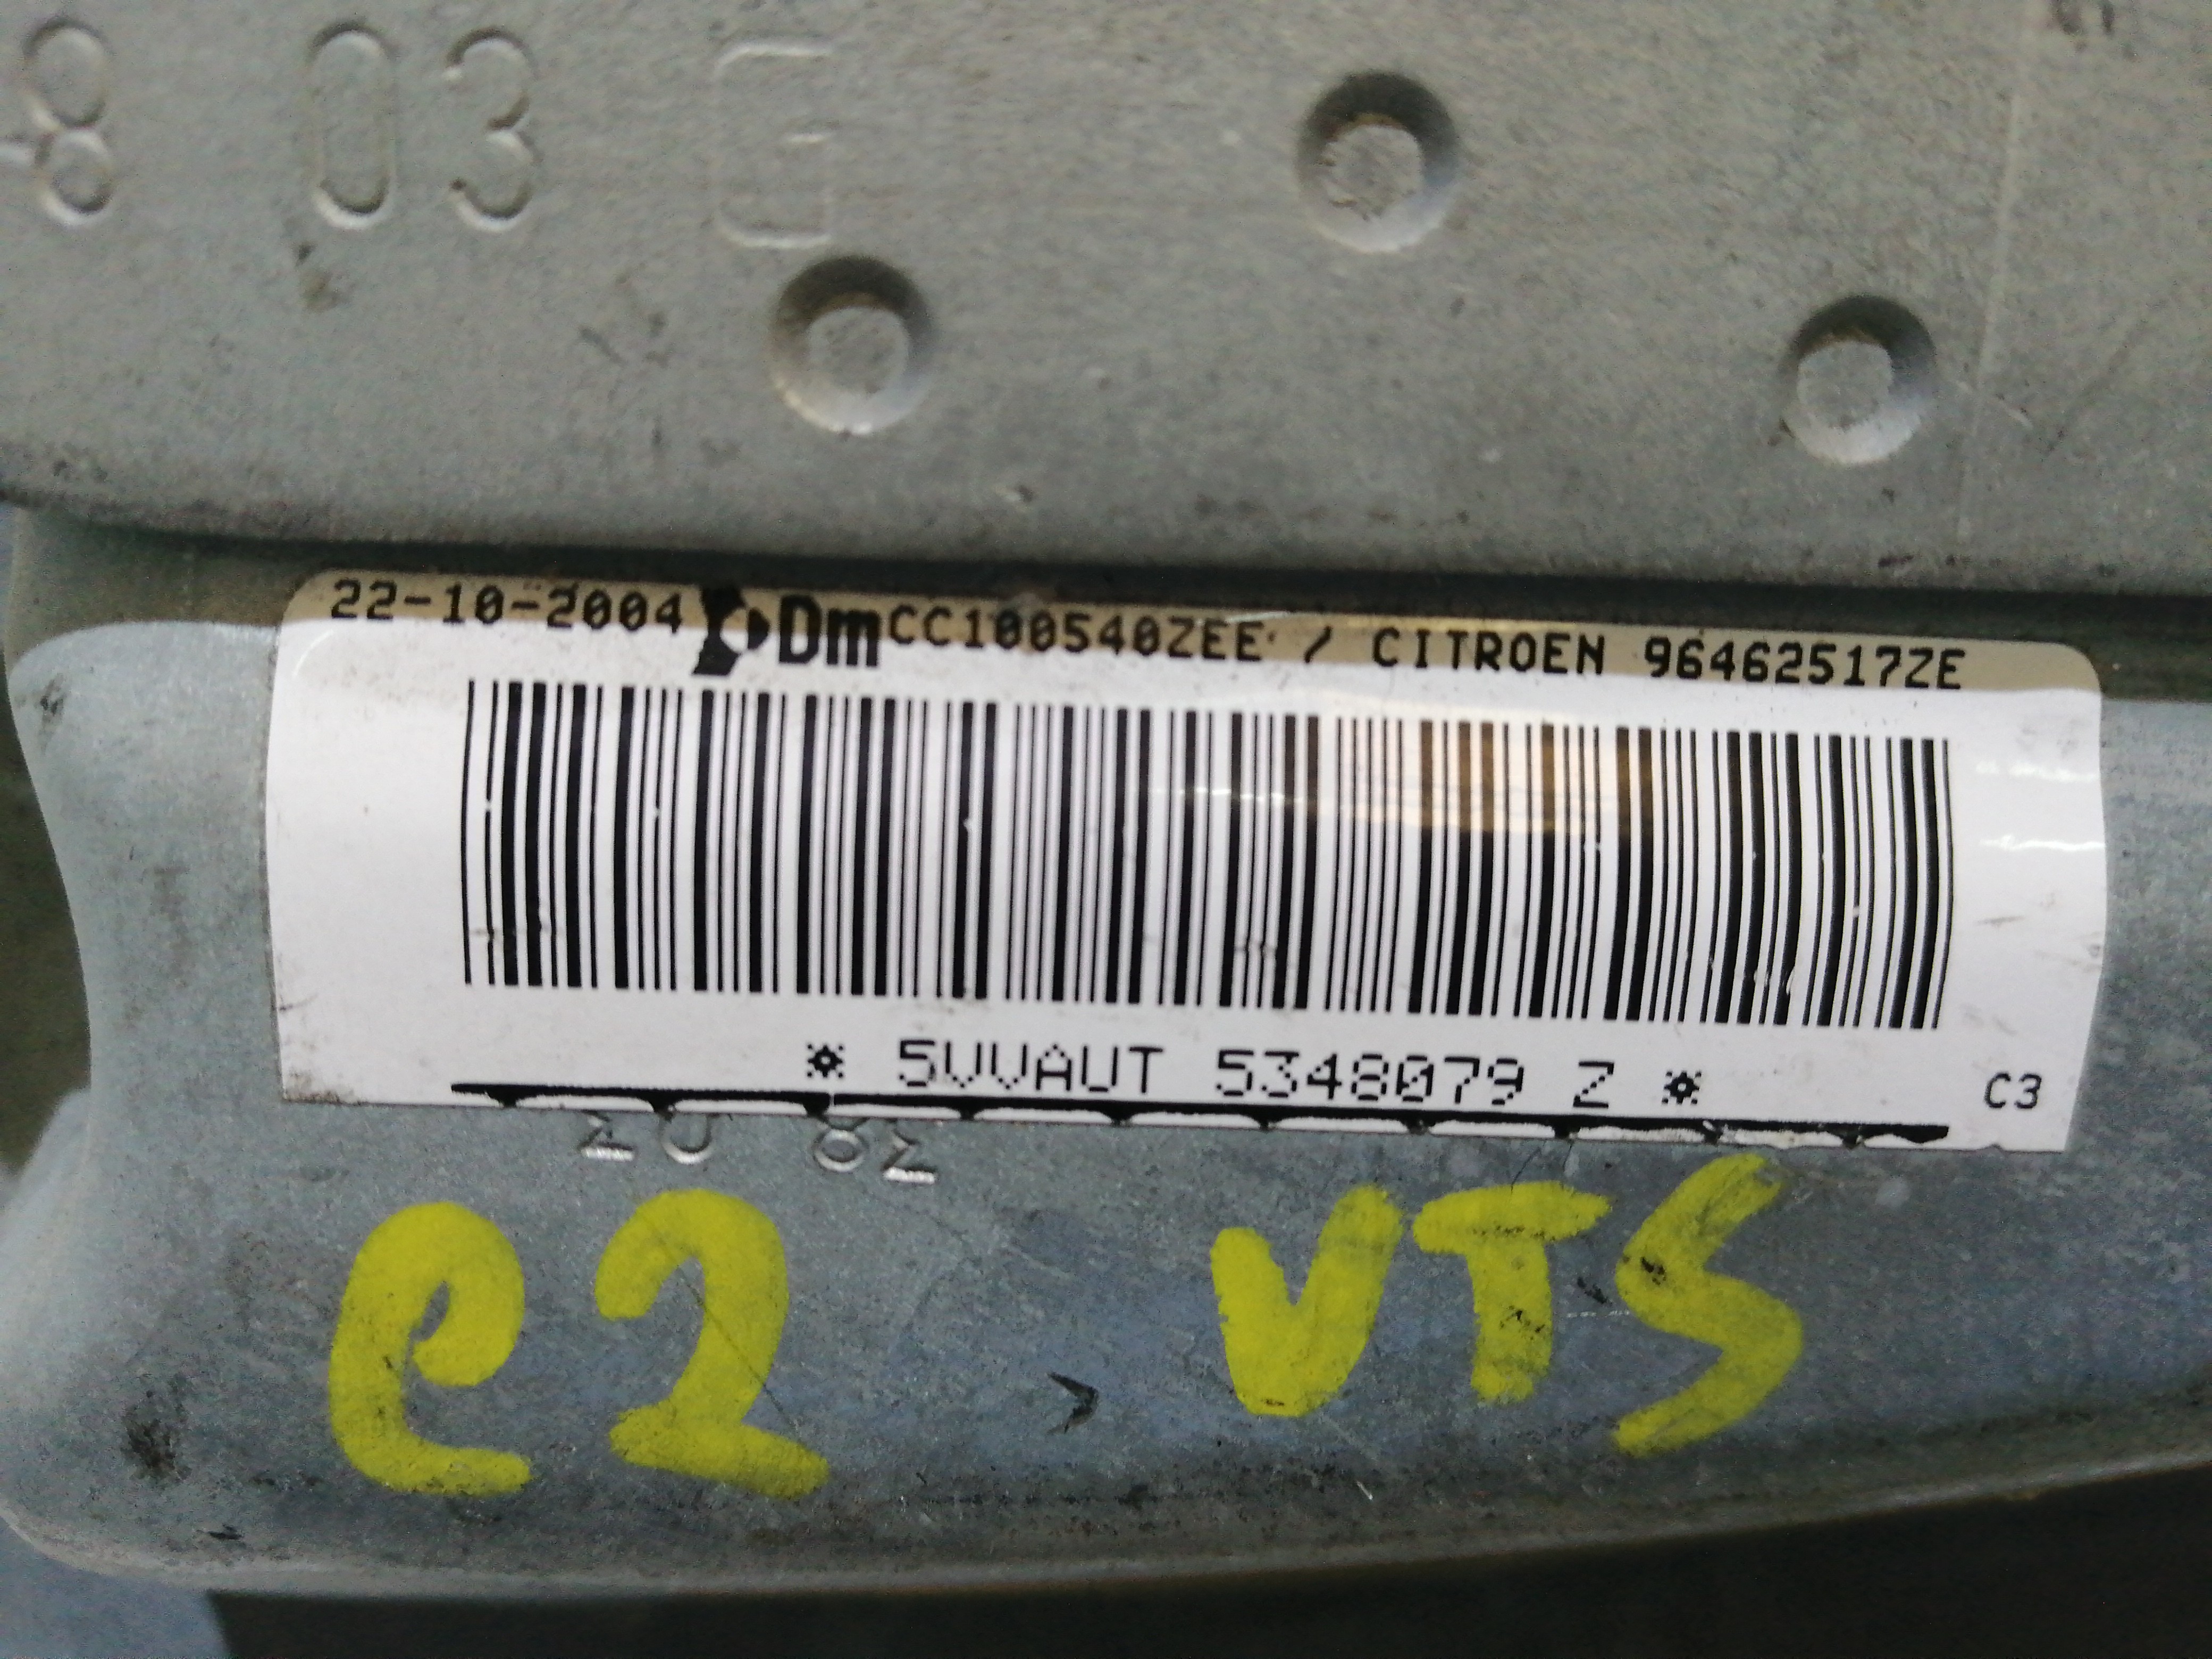 8 03 E
22-10-2004 Dm CC100540ZEE / CITROEN 96462517ZE
* 5VVAUT 5348079 Z *
C3
C2 VTS